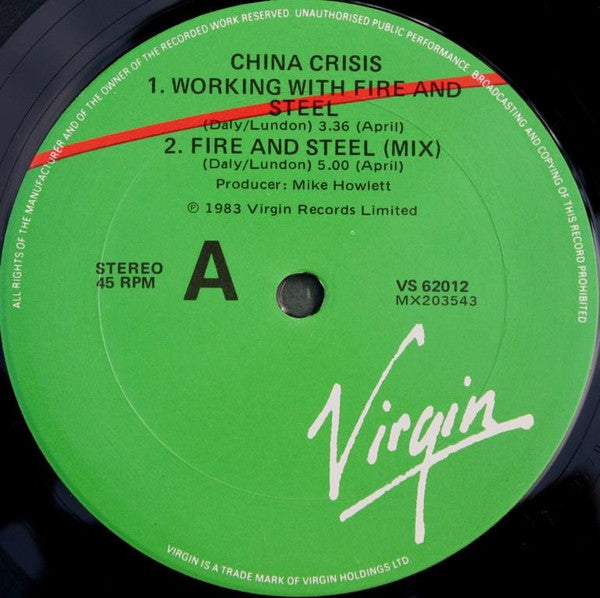 ALL RIGHTS OF THE MANUFACTURER AND OF THE OWNER OF THE RECORDED WORK RESERVED. UNAUTHORISED PUBLIC PERFORMANCE, BROADCASTING AND COPYING OF THIS RECORD PROHIBITED
CHINA CRISIS
1. WORKING WITH FIRE AND
STEEL
(Daly/Lundon) 3.36 (April)
2. FIRE AND STEEL (MIX)
(Daly/Lundon) 5.00 (April)
Producer: Mike Howlett
℗ 1983 Virgin Records Limited
STEREO
45 RPM
A
VS 62012
MX203543
Virgin
VIRGIN IS A TRADE MARK OF VIRGIN HOLDINGS LTD